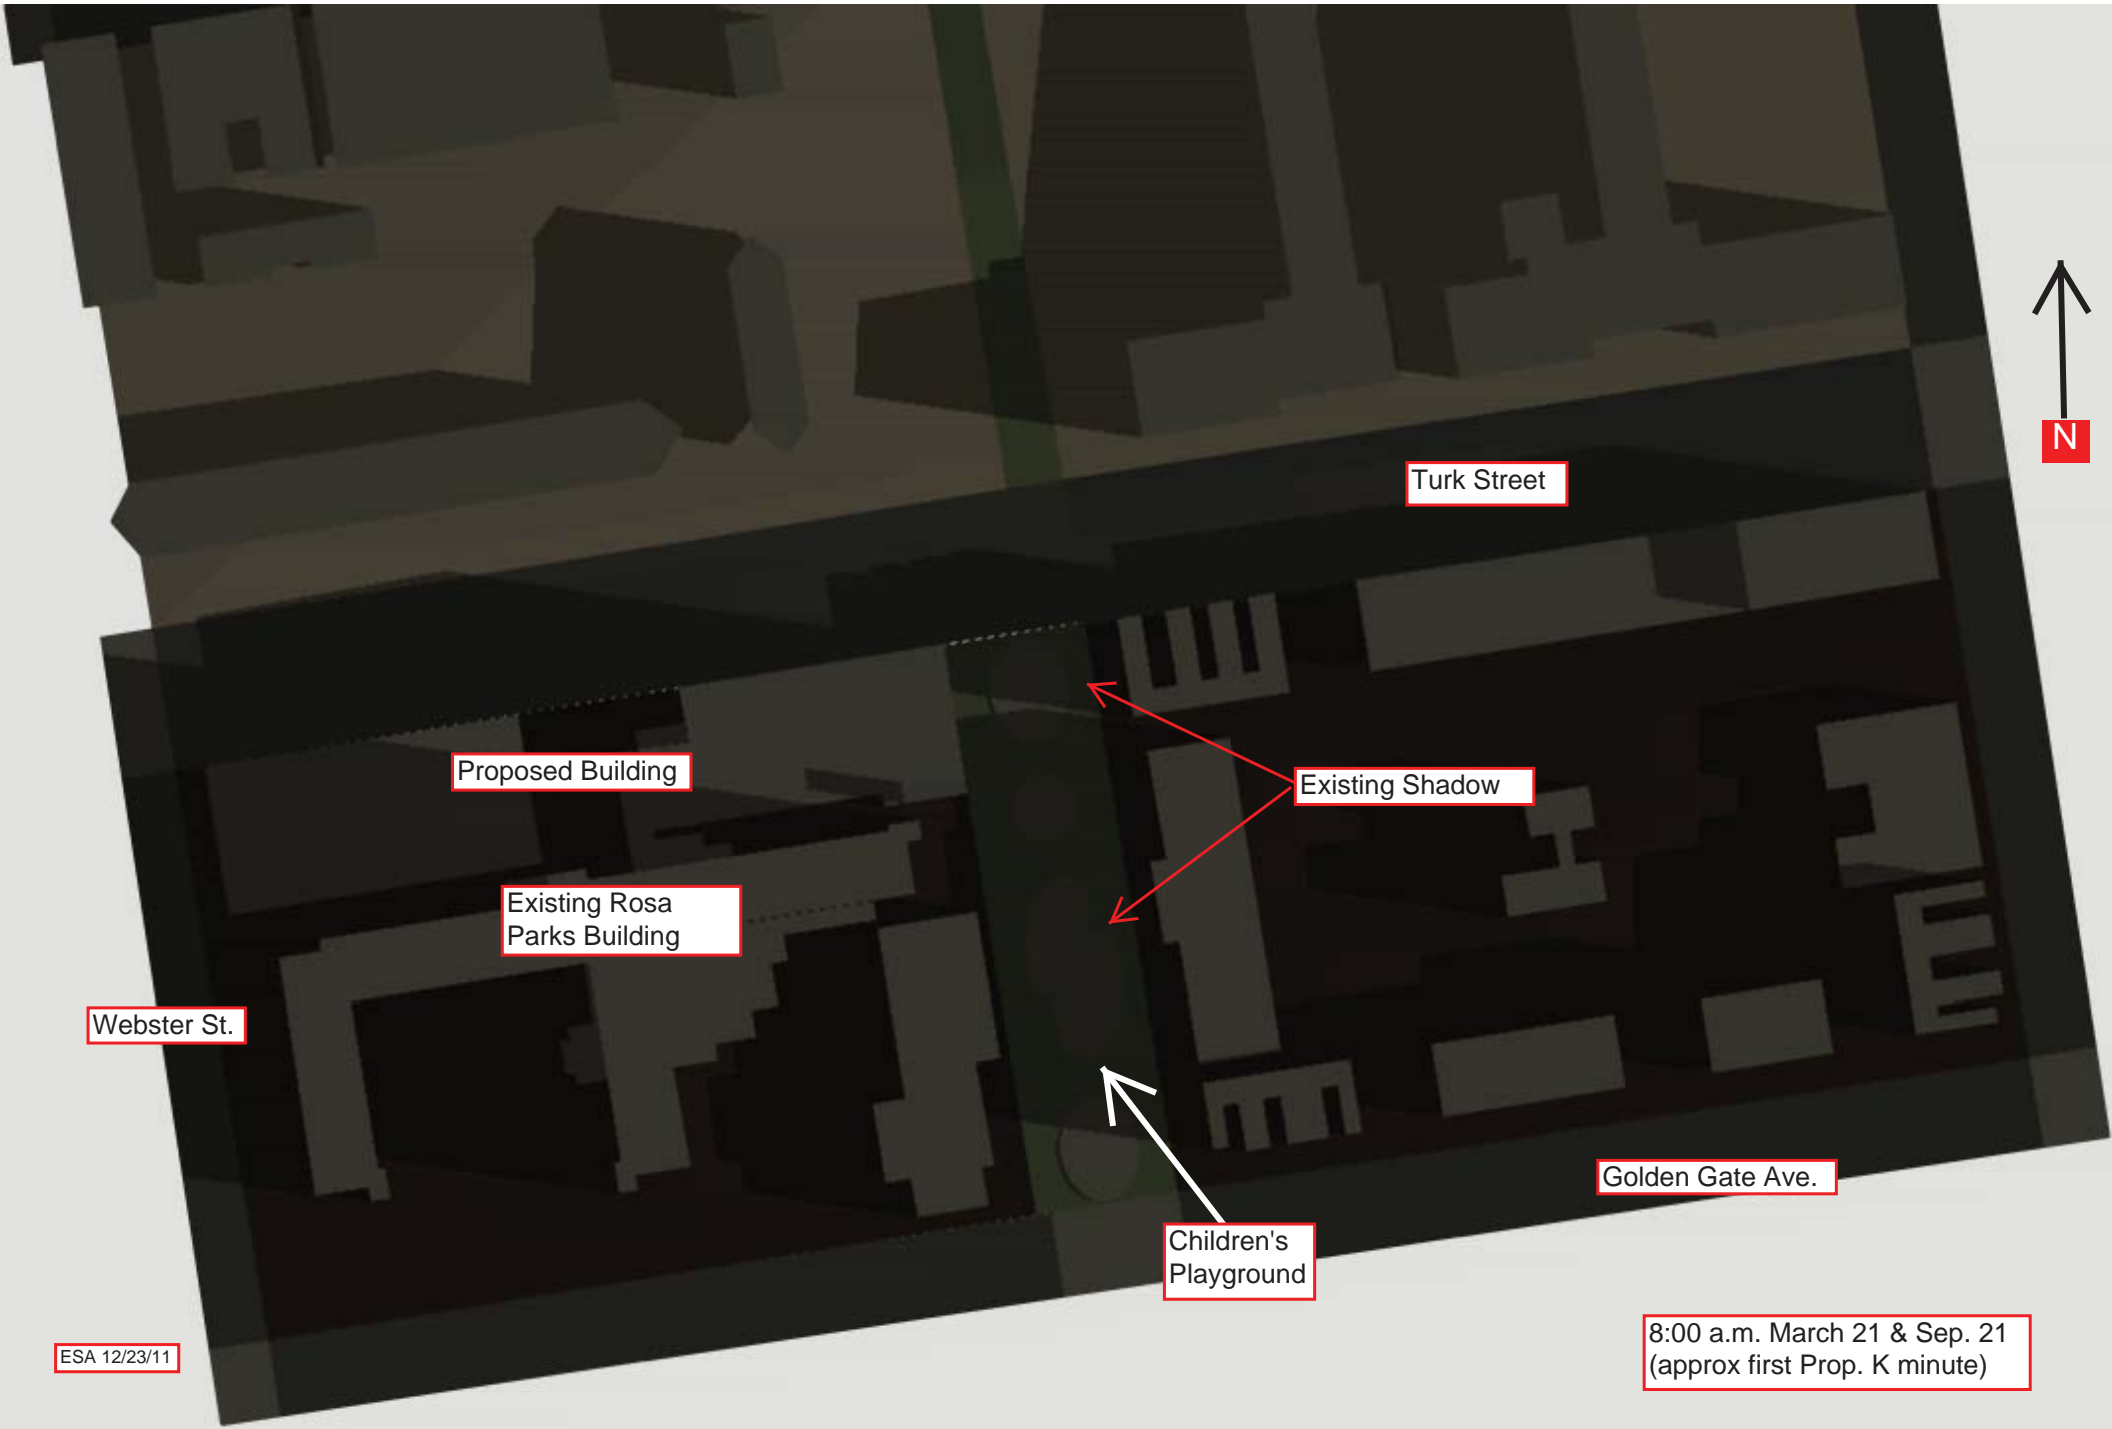 N
Turk Street
Proposed Building
Existing Shadow
Existing Rosa
Parks Building
Webster St.
Golden Gate Ave.
Children's
Playground
8:00 a.m. March 21 & Sep. 21
(approx first Prop. K minute)
ESA 12/23/11